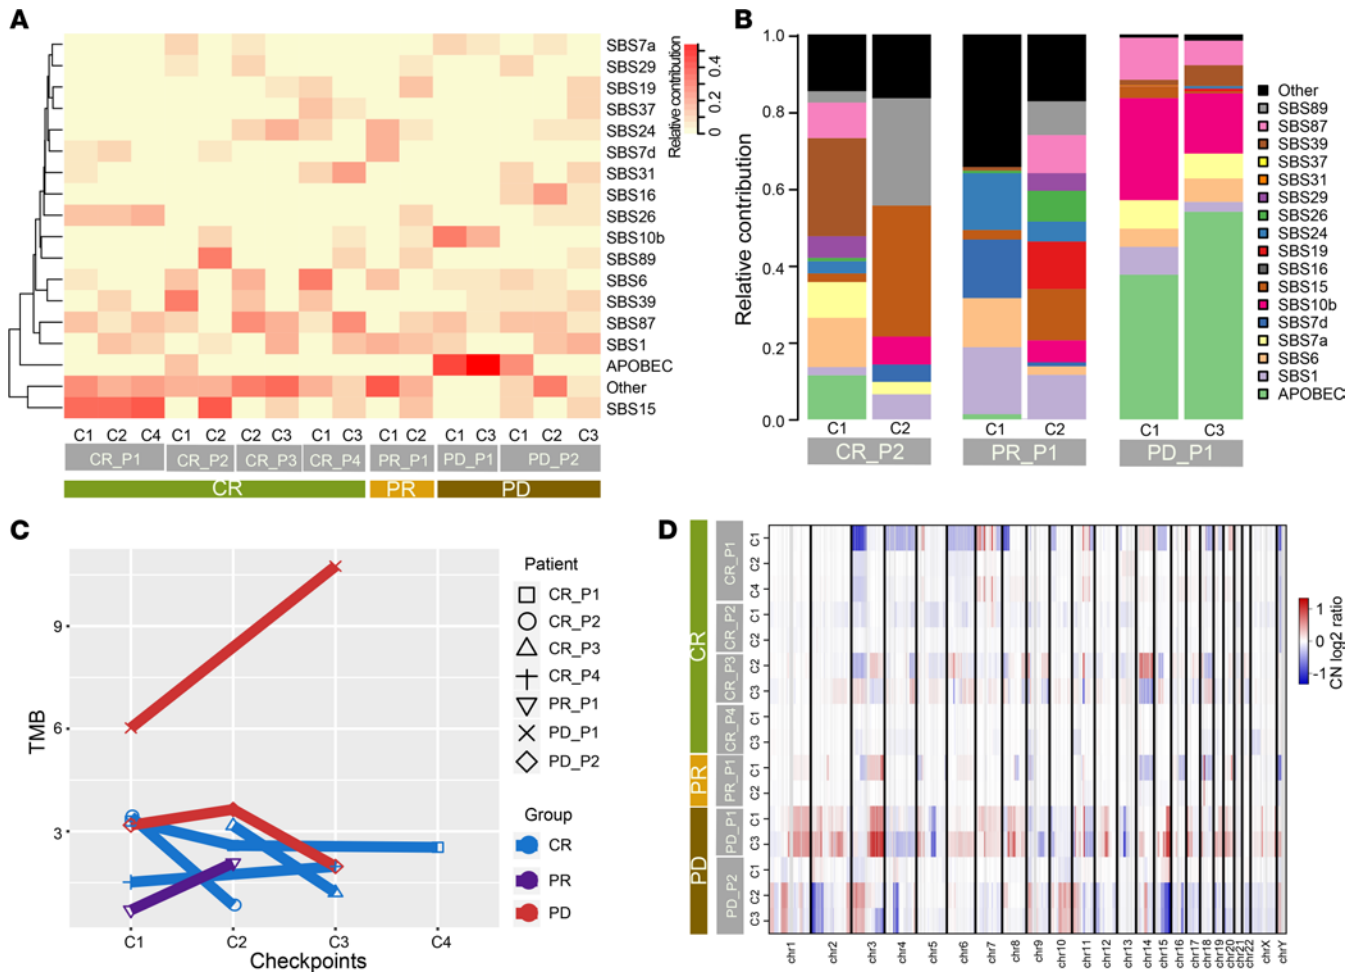 A
SBS7a
SBS29
SBS19
SBS37
SBS24
SBS7d
SBS31
SBS16
SBS26
SBS10b
SBS89
SBS6
SBS39
SBS87
SBS1
APOBEC
Other
SBS15
Relative contribution
0 0.2 0.4
C1 C2 C4 C1 C2 C2 C3 C1 C3 C1 C2 C1 C3 C1 C2 C3
CR_P1 CR_P2 CR_P3 CR_P4 PR_P1 PD_P1 PD_P2
CR PR PD
B
Relative contribution
1.0
0.8
0.6
0.4
0.2
0.0
C1 C2 C1 C2 C1 C3
CR_P2 PR_P1 PD_P1
Other
SBS89
SBS87
SBS39
SBS37
SBS31
SBS29
SBS26
SBS24
SBS19
SBS16
SBS15
SBS10b
SBS7d
SBS7a
SBS6
SBS1
APOBEC
C
TMB
9
6
3
C1 C2 C3 C4
Checkpoints
Patient
CR_P1
CR_P2
CR_P3
CR_P4
PR_P1
PD_P1
PD_P2
Group
CR
PR
PD
D
CR
PR
PD
CR_P1
CR_P2
CR_P3
CR_P4
PR_P1
PD_P1
PD_P2
C1
C2
C4
C1
C2
C2
C3
C1
C3
C1
C2
C1
C3
C1
C2
C3
chr1 chr2 chr3 chr4 chr5 chr6 chr7 chr8 chr9 chr10 chr11 chr12 chr13 chr14 chr15 chr16 chr17 chr18 chr19 chr20 chr21 chr22 chrX chrY
1
0
-1
CN log2 ratio